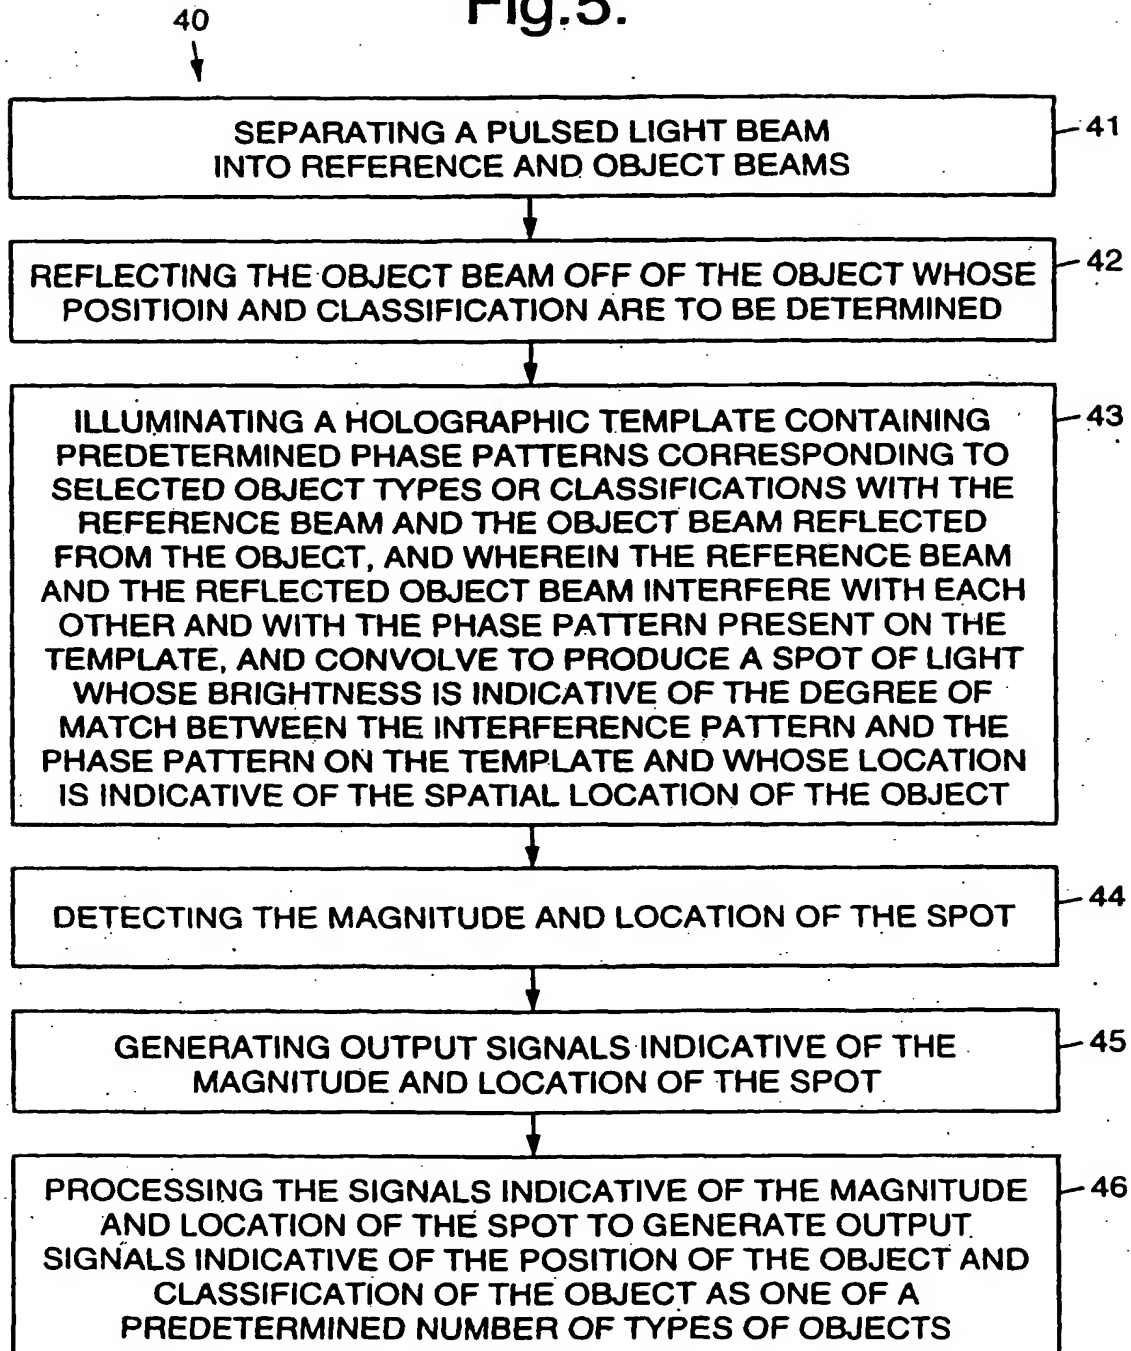 Fig.5.
40
SEPARATING A PULSED LIGHT BEAM
INTO REFERENCE AND OBJECT BEAMS
41
REFLECTING THE OBJECT BEAM OFF OF THE OBJECT WHOSE
POSITIOIN AND CLASSIFICATION ARE TO BE DETERMINED
42
ILLUMINATING A HOLOGRAPHIC TEMPLATE CONTAINING
PREDETERMINED PHASE PATTERNS CORRESPONDING TO
SELECTED OBJECT TYPES OR CLASSIFICATIONS WITH THE
REFERENCE BEAM AND THE OBJECT BEAM REFLECTED
FROM THE OBJECT, AND WHEREIN THE REFERENCE BEAM
AND THE REFLECTED OBJECT BEAM INTERFERE WITH EACH
OTHER AND WITH THE PHASE PATTERN PRESENT ON THE
TEMPLATE, AND CONVOLVE TO PRODUCE A SPOT OF LIGHT
WHOSE BRIGHTNESS IS INDICATIVE OF THE DEGREE OF
MATCH BETWEEN THE INTERFERENCE PATTERN AND THE
PHASE PATTERN ON THE TEMPLATE AND WHOSE LOCATION
IS INDICATIVE OF THE SPATIAL LOCATION OF THE OBJECT
43
DETECTING THE MAGNITUDE AND LOCATION OF THE SPOT
44
GENERATING OUTPUT SIGNALS INDICATIVE OF THE
MAGNITUDE AND LOCATION OF THE SPOT
45
PROCESSING THE SIGNALS INDICATIVE OF THE MAGNITUDE
AND LOCATION OF THE SPOT TO GENERATE OUTPUT
SIGNALS INDICATIVE OF THE POSITION OF THE OBJECT AND
CLASSIFICATION OF THE OBJECT AS ONE OF A
PREDETERMINED NUMBER OF TYPES OF OBJECTS
46